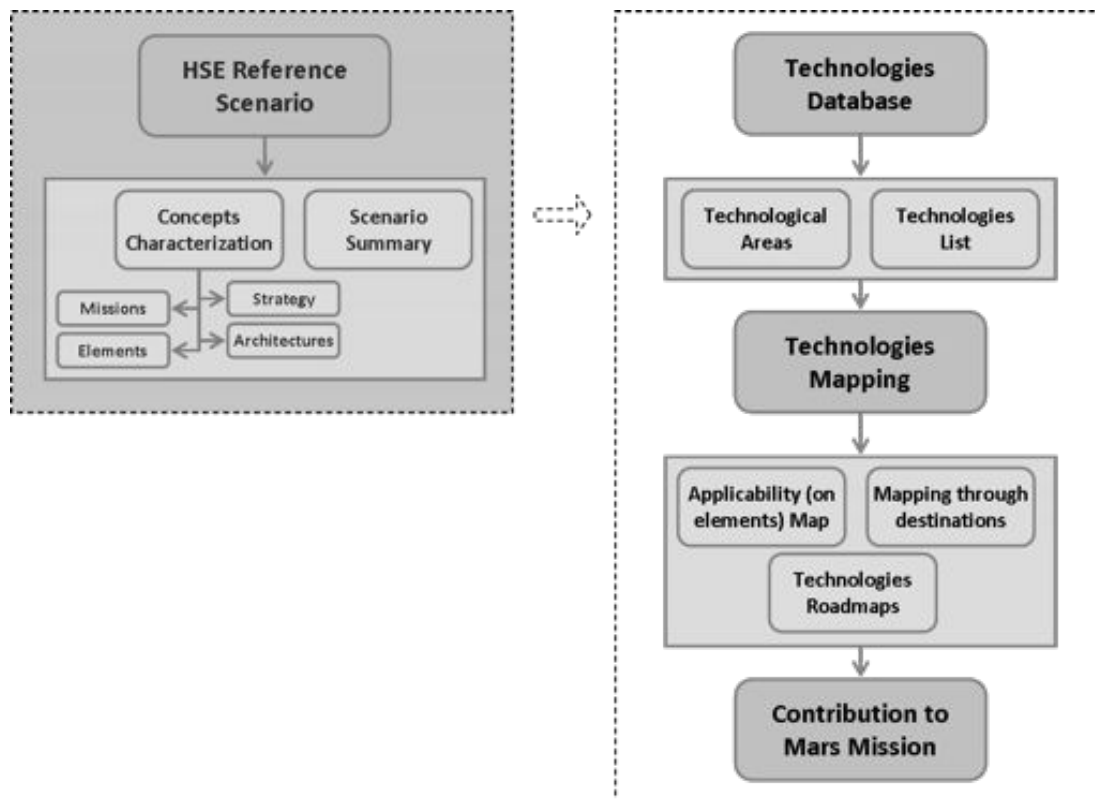 HSE Reference
Scenario
Concepts
Characterization
Scenario
Summary
Missions
Strategy
Elements
Architectures
Technologies
Database
Technological
Areas
Technologies
List
Technologies
Mapping
Applicability (on
elements) Map
Mapping through
destinations
Technologies
Roadmaps
Contribution to
Mars Mission